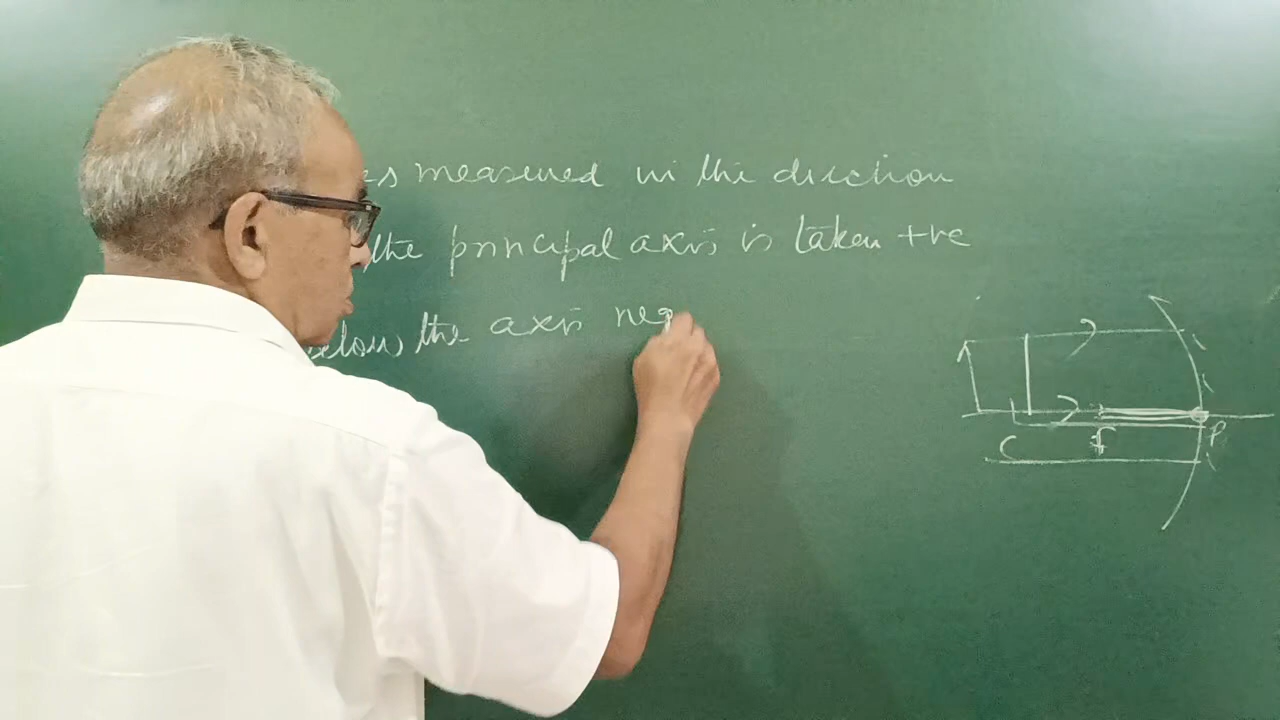 es measured in the direction
the principal axis is taken +ve
below the axis neg
C
f
P